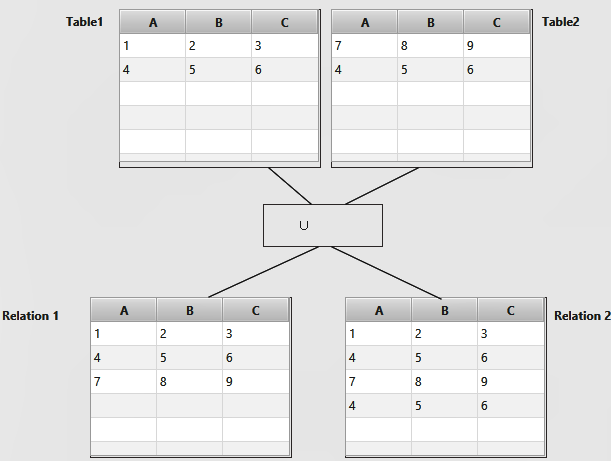 Table1 A B C Table2 A B C
1 2 3 7 8 9
4 5 6 4 5 6
U
Relation 1 A B C Relation 2 A B C
1 2 3 1 2 3
4 5 6 4 5 6
7 8 9 7 8 9
4 5 6